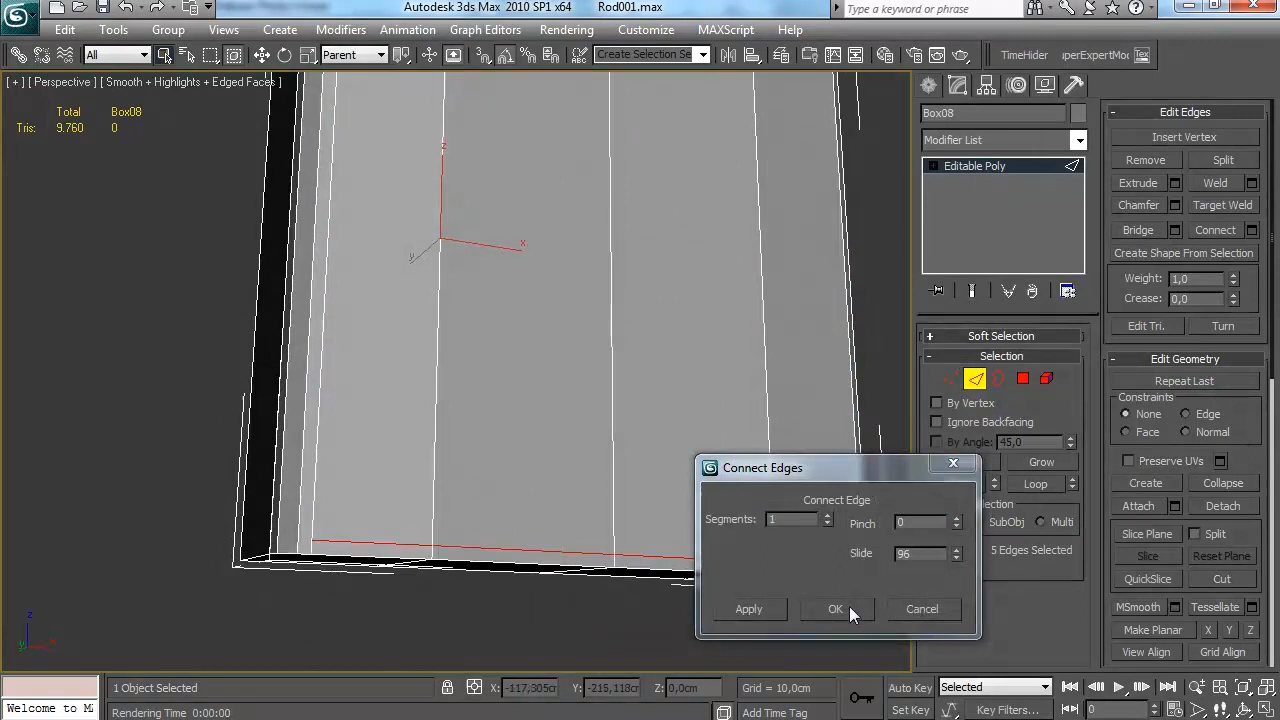 Autodesk 3ds Max 2010 SP1 x64 Rod001.max
Type a keyword or phrase
Edit Tools Group Views Create Modifiers Animation Graph Editors Rendering Customize MAXScript Help
All Parent Create Selection Se TimeHider
[ + ] [ Perspective ] [ Smooth + Highlights + Edged Faces ]
Total Box08
Tris: 9.760 0
z
x
y
Box08
Modifier List
Editable Poly
Soft Selection
Selection
By Vertex
Ignore Backfacing
By Angle: 45,0
Grow
Loop
SubObj Multi
5 Edges Selected
Edit Edges
Insert Vertex
Remove Split
Extrude Weld
Chamfer Target Weld
Bridge Connect
Create Shape From Selection
Weight: 1,0
Crease: 0,0
Edit Tri. Turn
Edit Geometry
Repeat Last
Constraints
None Edge
Face Normal
Preserve UVs
Create Collapse
Attach Detach
Slice Plane Split
Slice Reset Plane
QuickSlice Cut
MSmooth Tessellate
Make Planar X Y Z
View Align Grid Align
Connect Edges
Connect Edge
Segments: 1 Pinch 0
Slide 96
Apply OK Cancel
z
y
1 Object Selected X: -117,305cm Y: -215,118cm Z: 0,0cm Grid = 10,0cm Auto Key Selected
Welcome to M Rendering Time 0:00:00 Add Time Tag Set Key Key Filters... 0